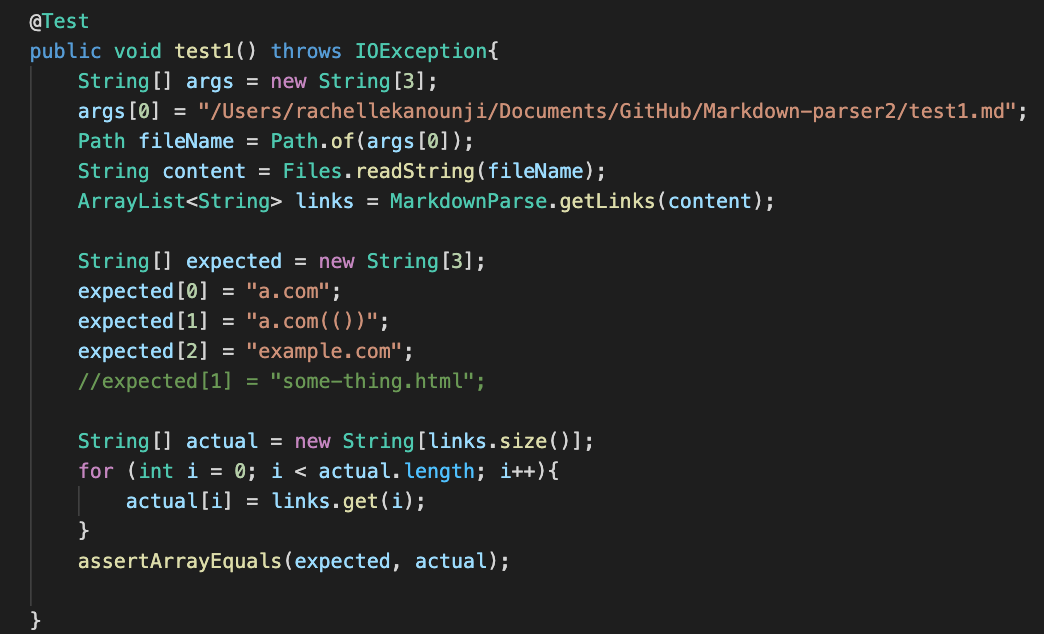 @Test
public void test1() throws IOException{
    String[] args = new String[3];
    args[0] = "/Users/rachellekanounji/Documents/GitHub/Markdown-parser2/test1.md";
    Path fileName = Path.of(args[0]);
    String content = Files.readString(fileName);
    ArrayList<String> links = MarkdownParse.getLinks(content);

    String[] expected = new String[3];
    expected[0] = "a.com";
    expected[1] = "a.com(())";
    expected[2] = "example.com";
    //expected[1] = "some-thing.html";

    String[] actual = new String[links.size()];
    for (int i = 0; i < actual.length; i++){
        actual[i] = links.get(i);
    }
    assertArrayEquals(expected, actual);

}